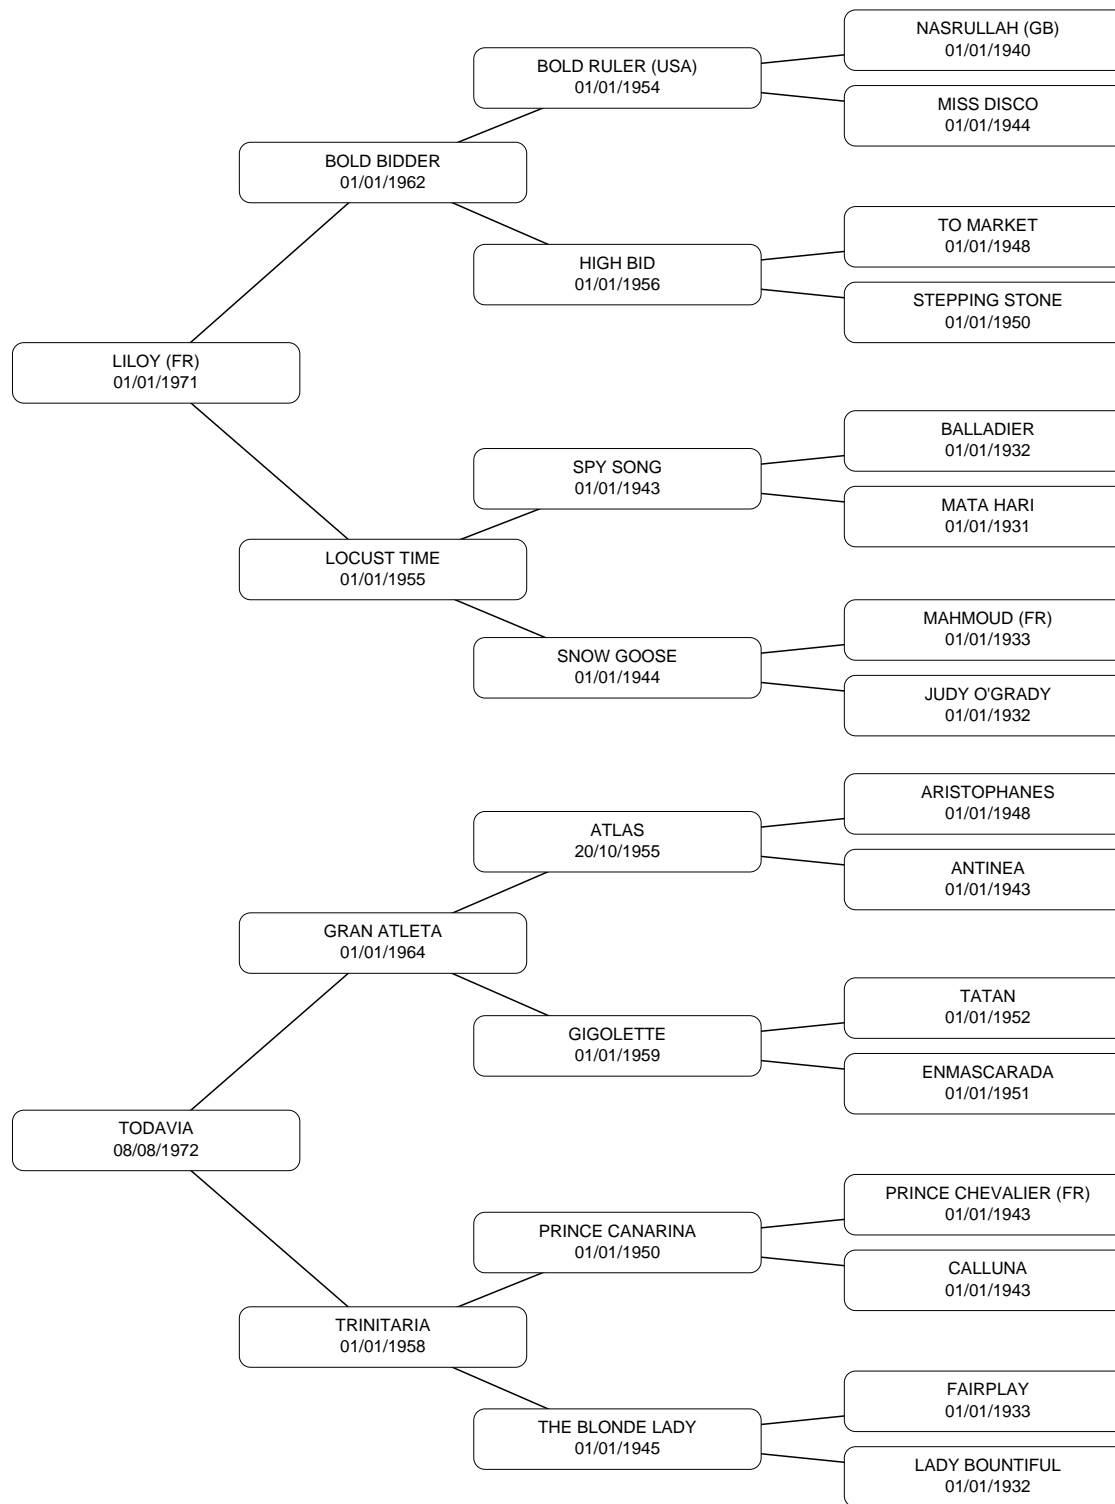 NASRULLAH (GB)
01/01/1940
BOLD RULER (USA)
01/01/1954
MISS DISCO
01/01/1944
BOLD BIDDER
01/01/1962
TO MARKET
01/01/1948
HIGH BID
01/01/1956
STEPPING STONE
01/01/1950
LILOY (FR)
01/01/1971
BALLADIER
01/01/1932
SPY SONG
01/01/1943
MATA HARI
01/01/1931
LOCUST TIME
01/01/1955
MAHMOUD (FR)
01/01/1933
SNOW GOOSE
01/01/1944
JUDY O'GRADY
01/01/1932
ARISTOPHANES
01/01/1948
ATLAS
20/10/1955
ANTINEA
01/01/1943
GRAN ATLETA
01/01/1964
TATAN
01/01/1952
GIGOLETTE
01/01/1959
ENMASCARADA
01/01/1951
TODAVIA
08/08/1972
PRINCE CHEVALIER (FR)
01/01/1943
PRINCE CANARINA
01/01/1950
CALLUNA
01/01/1943
TRINITARIA
01/01/1958
FAIRPLAY
01/01/1933
THE BLONDE LADY
01/01/1945
LADY BOUNTIFUL
01/01/1932